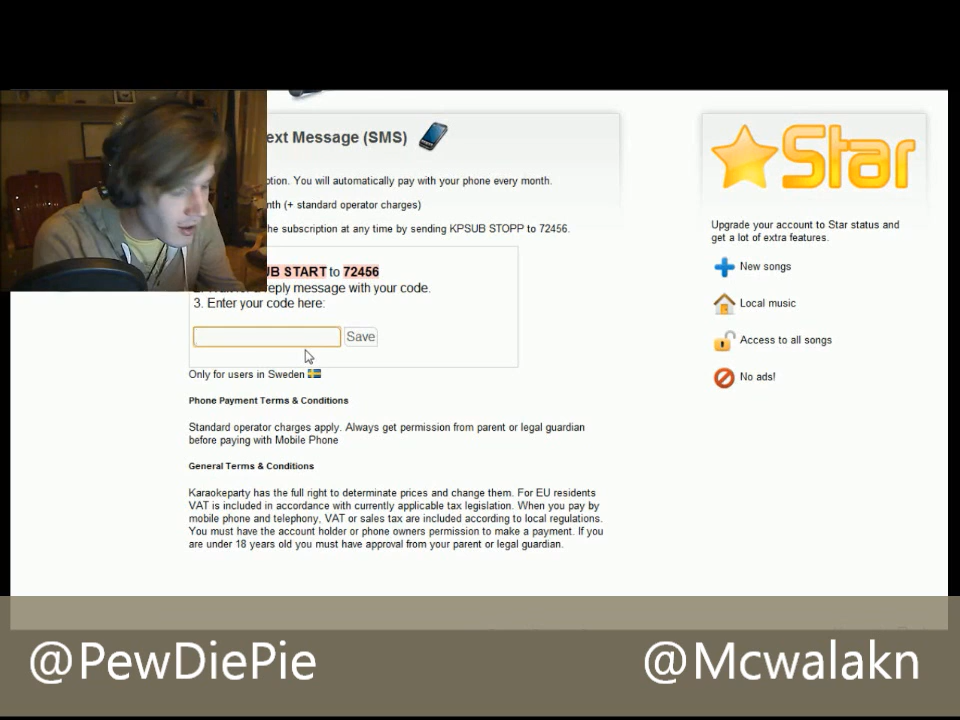 ext Message (SMS)
ption. You will automatically pay with your phone every month.
nth (+ standard operator charges)
he subscription at any time by sending KPSUB STOPP to 72456.
UB START to 72456
reply message with your code.
3. Enter your code here:
Save
Only for users in Sweden
Phone Payment Terms & Conditions
Standard operator charges apply. Always get permission from parent or legal guardian
before paying with Mobile Phone
General Terms & Conditions
Karaokeparty has the full right to determinate prices and change them. For EU residents
VAT is included in accordance with currently applicable tax legislation. When you pay by
mobile phone and telephony, VAT or sales tax are included according to local regulations.
You must have the account holder or phone owners permission to make a payment. If you
are under 18 years old you must have approval from your parent or legal guardian.
Star
Upgrade your account to Star status and
get a lot of extra features.
New songs
Local music
Access to all songs
No ads!
@PewDiePie
@Mcwalakn